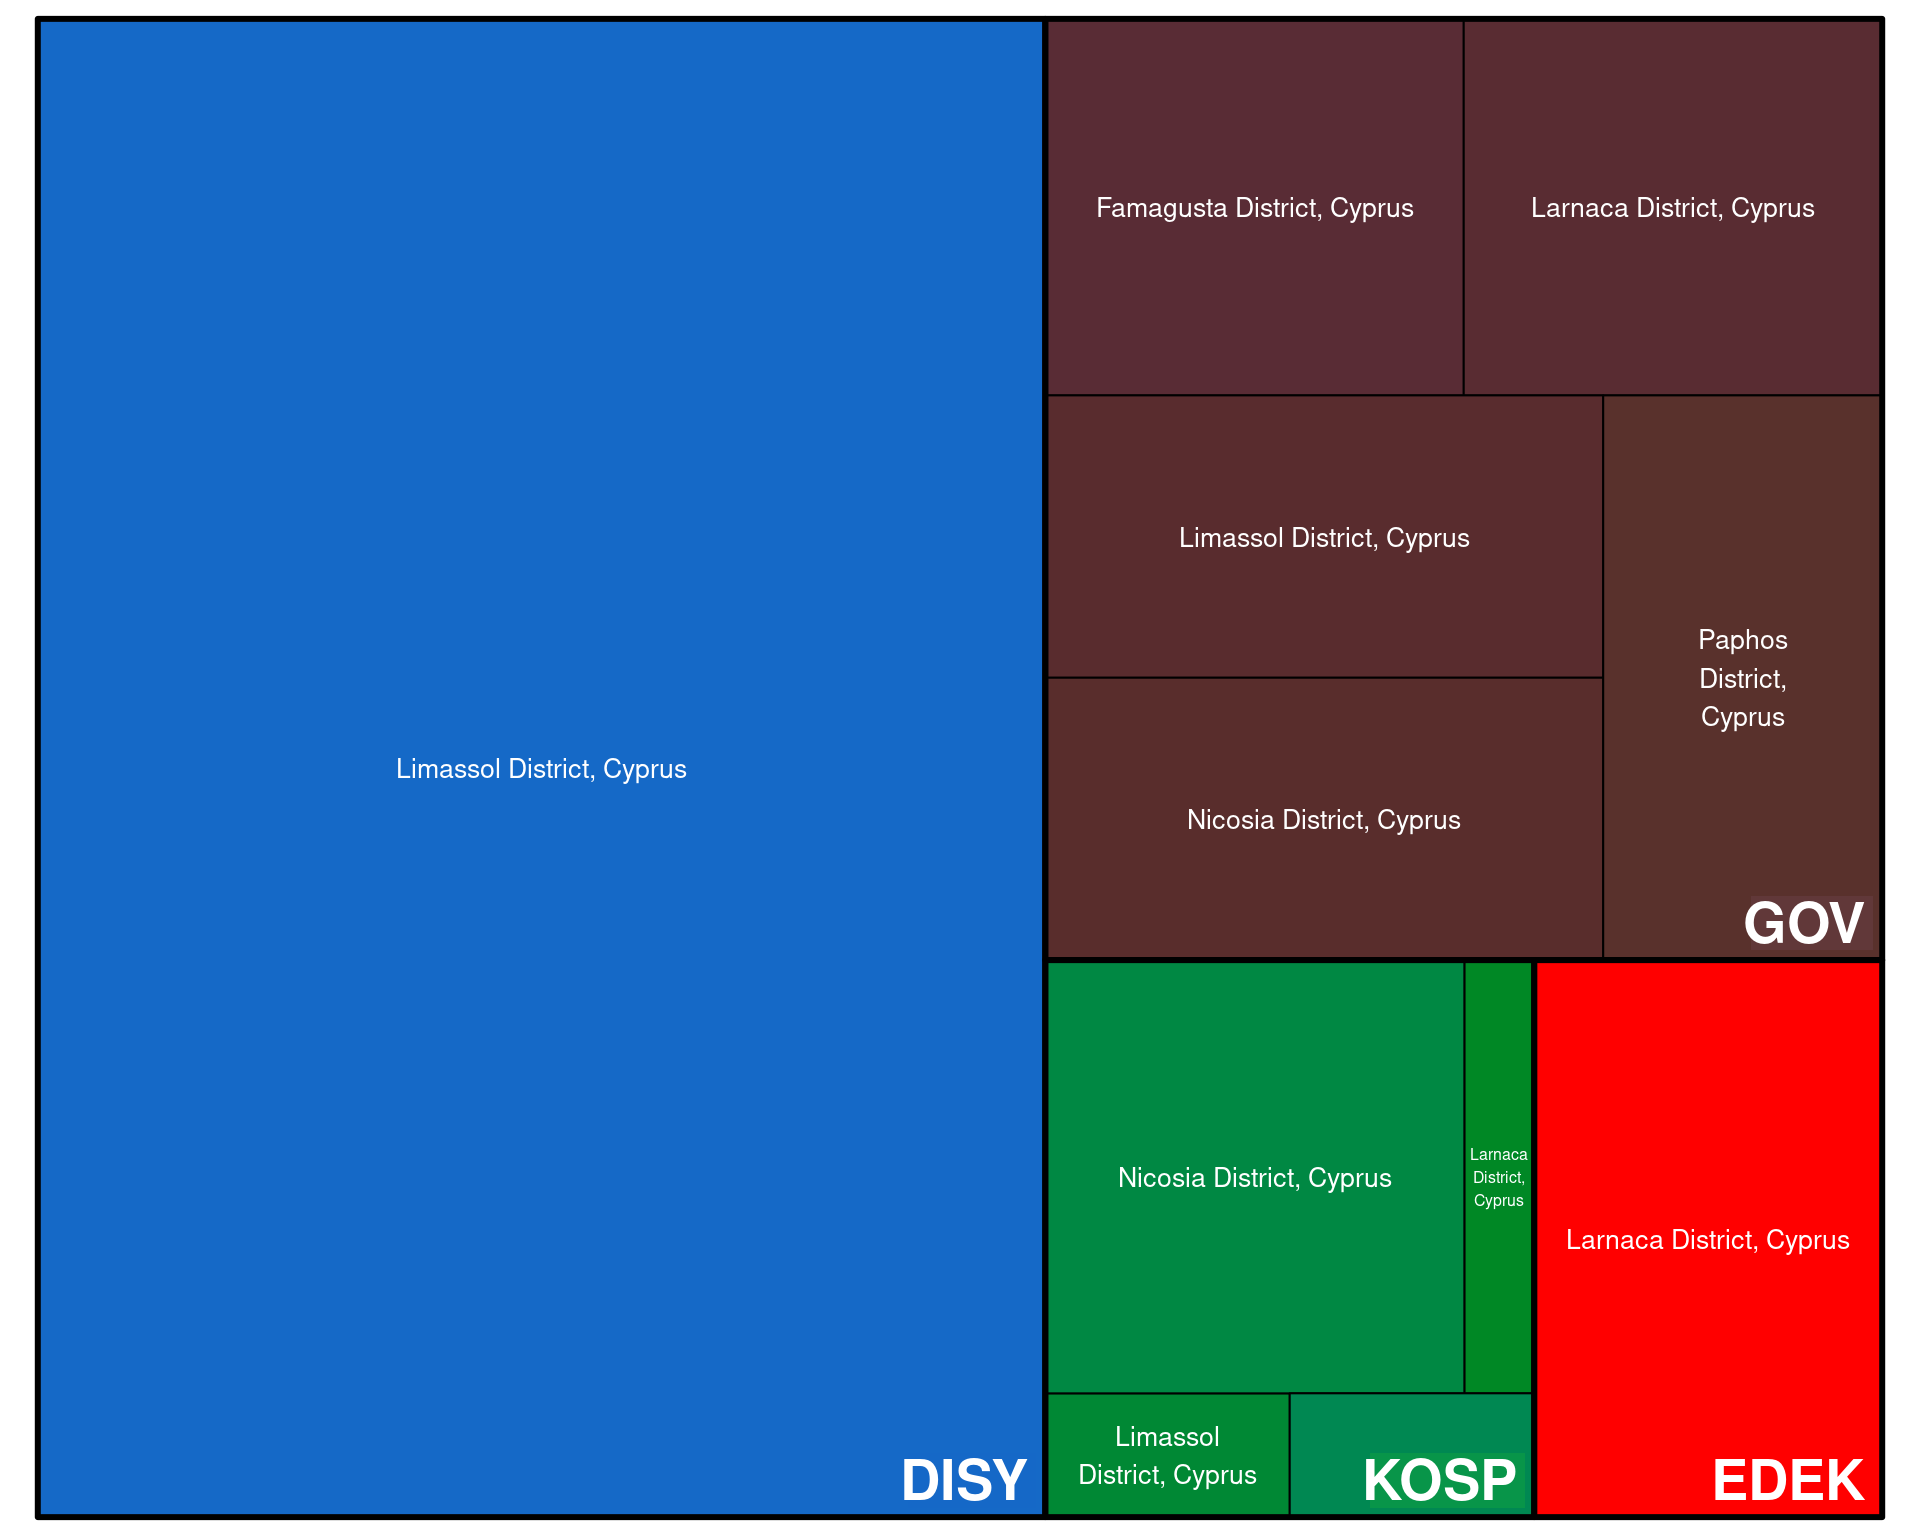 Limassol District, Cyprus
DISY
Famagusta District, Cyprus
Larnaca District, Cyprus
Limassol District, Cyprus
Nicosia District, Cyprus
Paphos
District,
Cyprus
GOV
Nicosia District, Cyprus
Larnaca
District,
Cyprus
Limassol
District, Cyprus
KOSP
Larnaca District, Cyprus
EDEK